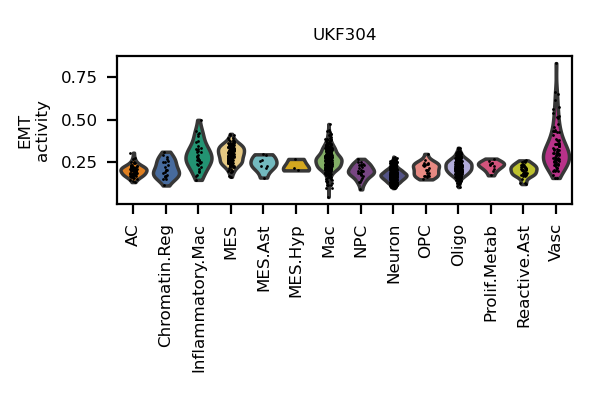 UKF304
EMT
activity
0.75
0.50
0.25
AC
Chromatin.Reg
Inflammatory.Mac
MES
MES.Ast
MES.Hyp
Mac
NPC
Neuron
OPC
Oligo
Prolif.Metab
Reactive.Ast
Vasc